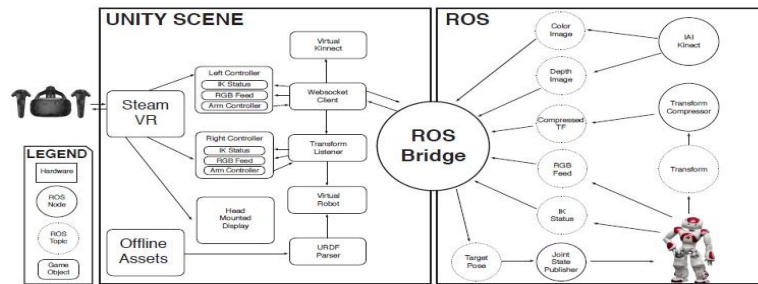 UNITY SCENE
Virtual
Kinnect
Left Controller
IK Status
RGB Feed
Arm Controller
Websocket
Client
Steam
VR
Right Controller
IK Status
RGB Feed
Arm Controller
Transform
Listener
Virtual
Robot
Head
Mounted
Display
Offline
Assets
URDF
Parser
LEGEND
Hardware
ROS
Node
ROS
Topic
Game
Object
ROS
ROS
Bridge
Color
Image
IAI
Kinect
Depth
Image
Transform
Compressor
Compressed
TF
RGB
Feed
Transform
IK
Status
Target
Pose
Joint
State
Publisher